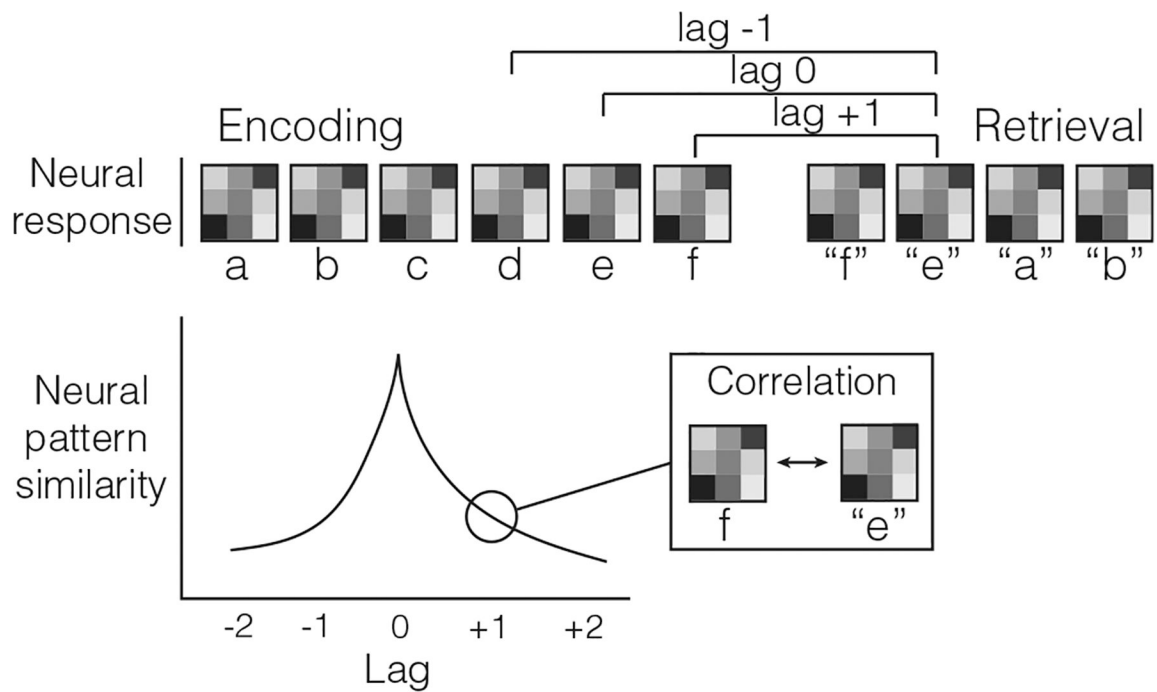 lag -1
lag 0
lag +1
Encoding
Retrieval
Neural
response
a b c d e f “f” “e” “a” “b”
Neural
pattern
similarity
Correlation
f “e”
-2 -1 0 +1 +2
Lag